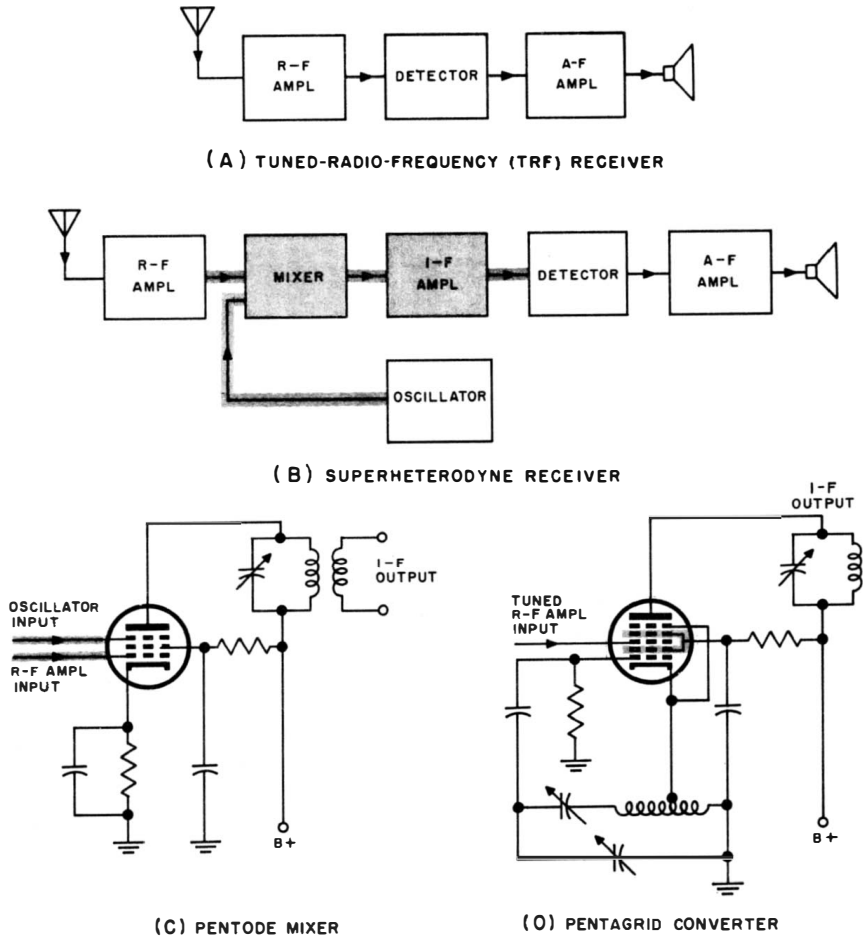 R-F
AMPL
DETECTOR
A-F
AMPL
(A) TUNED-RADIO-FREQUENCY (TRF) RECEIVER
R-F
AMPL
MIXER
I-F
AMPL
DETECTOR
A-F
AMPL
OSCILLATOR
(B) SUPERHETERODYNE RECEIVER
OSCILLATOR
INPUT
R-F AMPL
INPUT
I-F
OUTPUT
B+
(C) PENTODE MIXER
I-F
OUTPUT
TUNED
R-F AMPL
INPUT
B+
(O) PENTAGRID CONVERTER